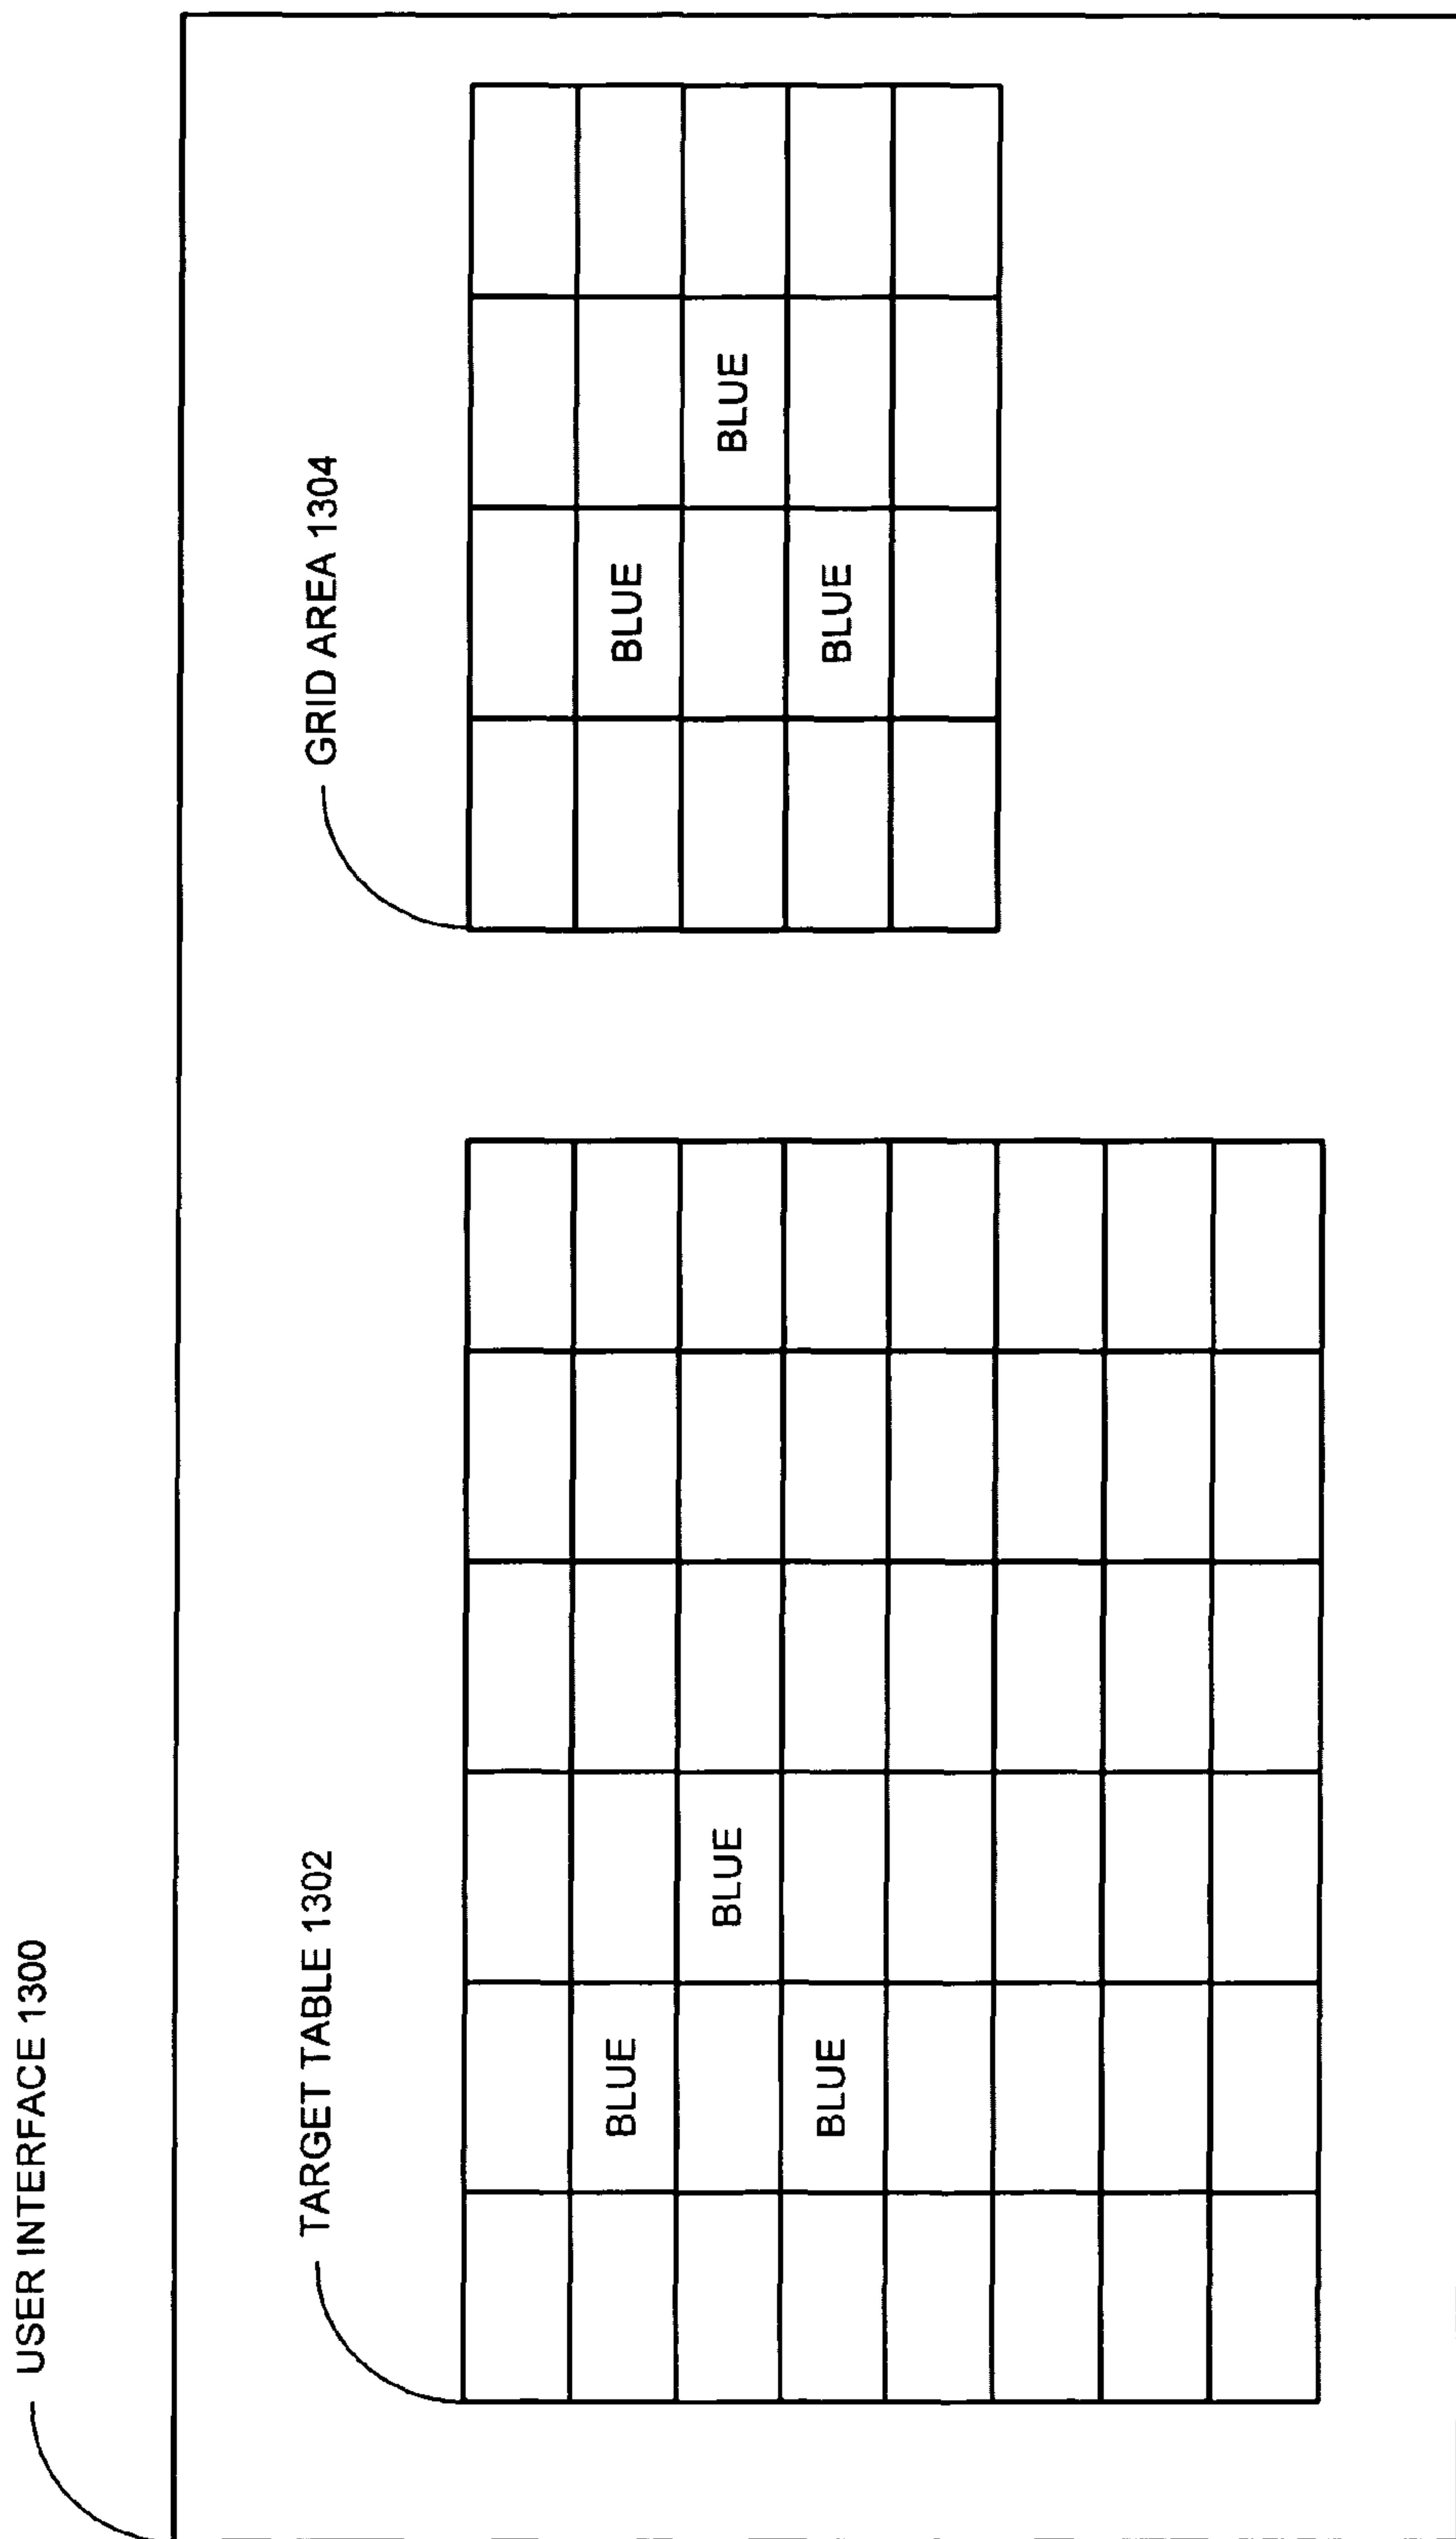 USER INTERFACE 1300
TARGET TABLE 1302
GRID AREA 1304
BLUE
BLUE
BLUE
BLUE
BLUE
BLUE